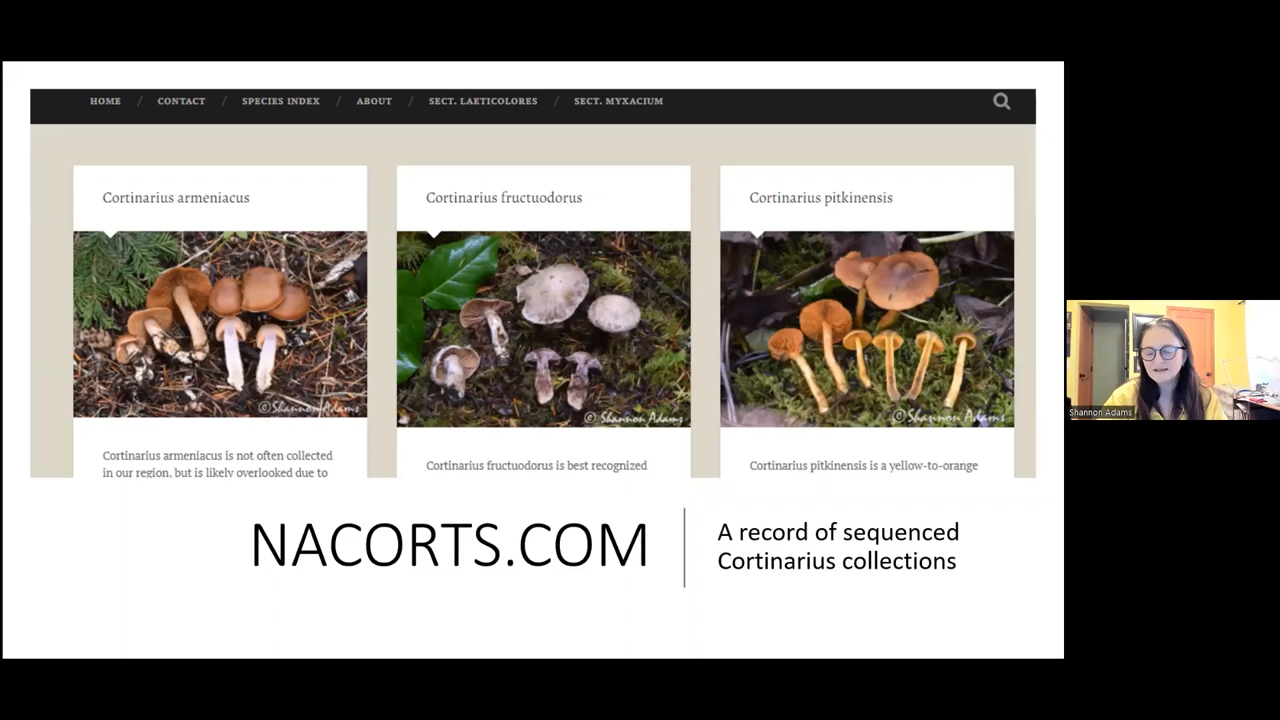 HOME / CONTACT / SPECIES INDEX / ABOUT / SECT. LAETICOLORES / SECT. MYXACIUM
Cortinarius armeniacus
©Shannon Adams
Cortinarius armeniacus is not often collected
in our region, but is likely overlooked due to
Cortinarius fructuodorus
© Shannon Adams
Cortinarius fructuodorus is best recognized
Cortinarius pitkinensis
©Shannon Adams
Cortinarius pitkinensis is a yellow-to-orange
NACORTS.COM
A record of sequenced
Cortinarius collections
Shannon Adams